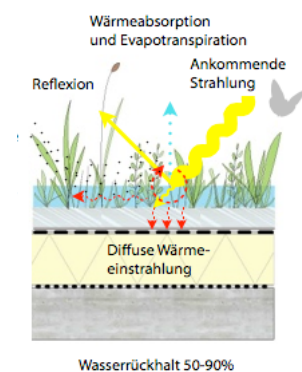 Wärmeabsorption
und Evapotranspiration
Ankommende
Strahlung
Reflexion
Diffuse Wärme-
einstrahlung
Wasserrückhalt 50-90%